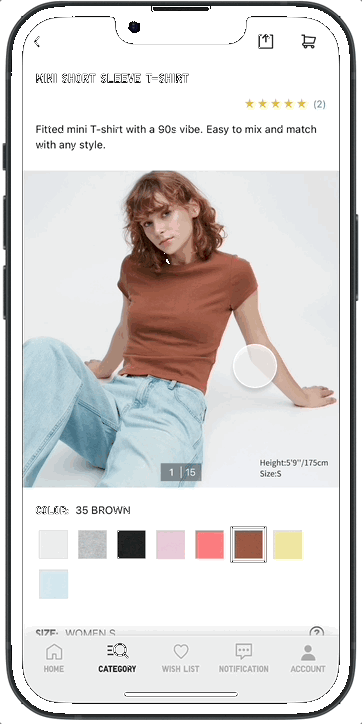 MINI SHORT SLEEVE T-SHIRT
(2)
Fitted mini T-shirt with a 90s vibe. Easy to mix and match
with any style.
1 | 15
Height:5'9"/175cm
Size:S
COLOR: 35 BROWN
SIZE: WOMEN S
?
HOME
CATEGORY
WISH LIST
NOTIFICATION
ACCOUNT